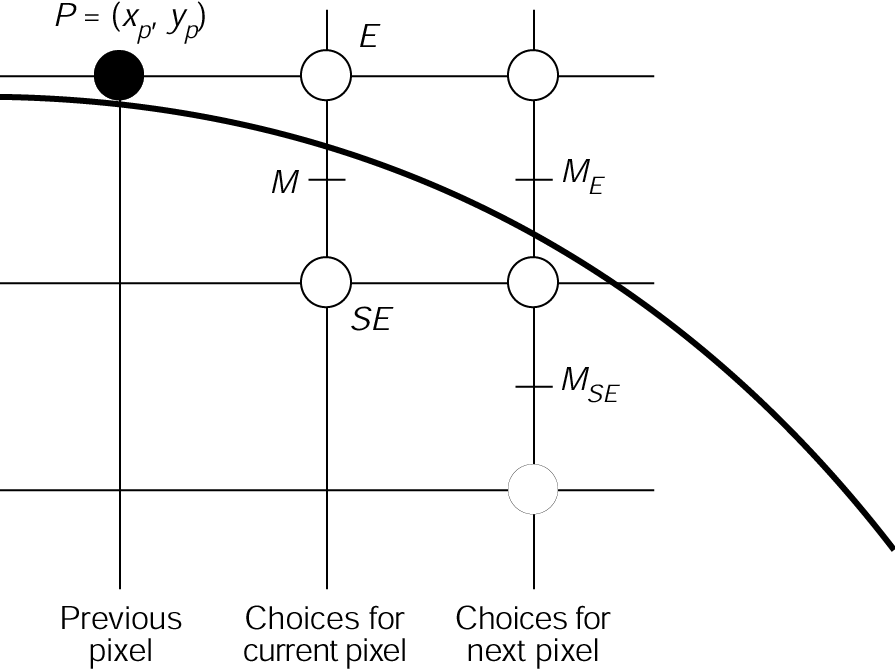 P = (xp, yp)
E
M
ME
SE
MSE
Previous
pixel
Choices for
current pixel
Choices for
next pixel